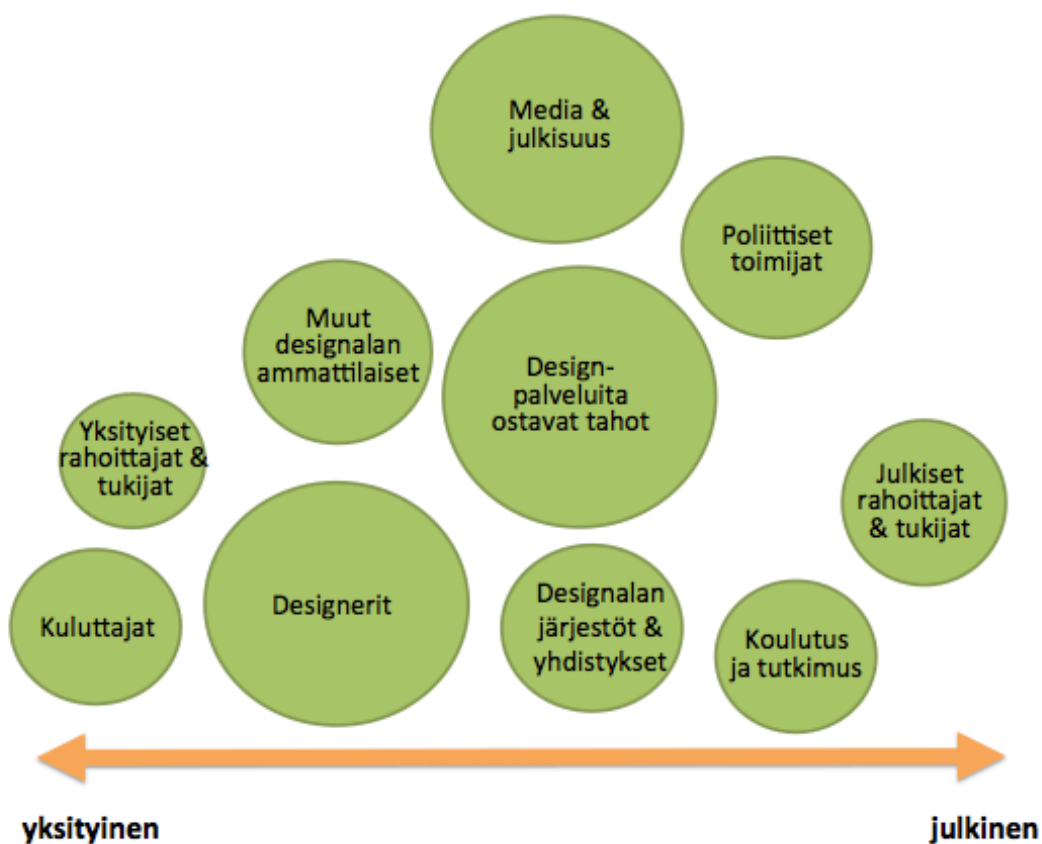 Media &
julkisuus
Poliittiset
toimijat
Muut
designalan
ammattilaiset
Design-
palveluita
ostavat tahot
Yksityiset
rahoittajat &
tukijat
Julkiset
rahoittajat
& tukijat
Kuluttajat
Designerit
Designalan
järjestöt &
yhdistykset
Koulutus
ja tutkimus
yksityinen
julkinen